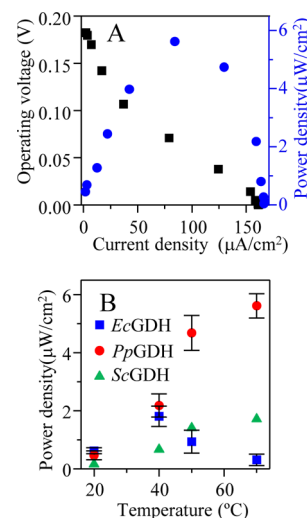 A
Operating voltage (V)
0.20
0.15
0.10
0.05
0.00
6
4
2
0
Power density(μW/cm²)
0 50 100 150
Current density (μA/cm²)
B
EcGDH
PpGDH
ScGDH
Power density(μW/cm²)
6
4
2
0
20 40 50 60
Temperature (ºC)